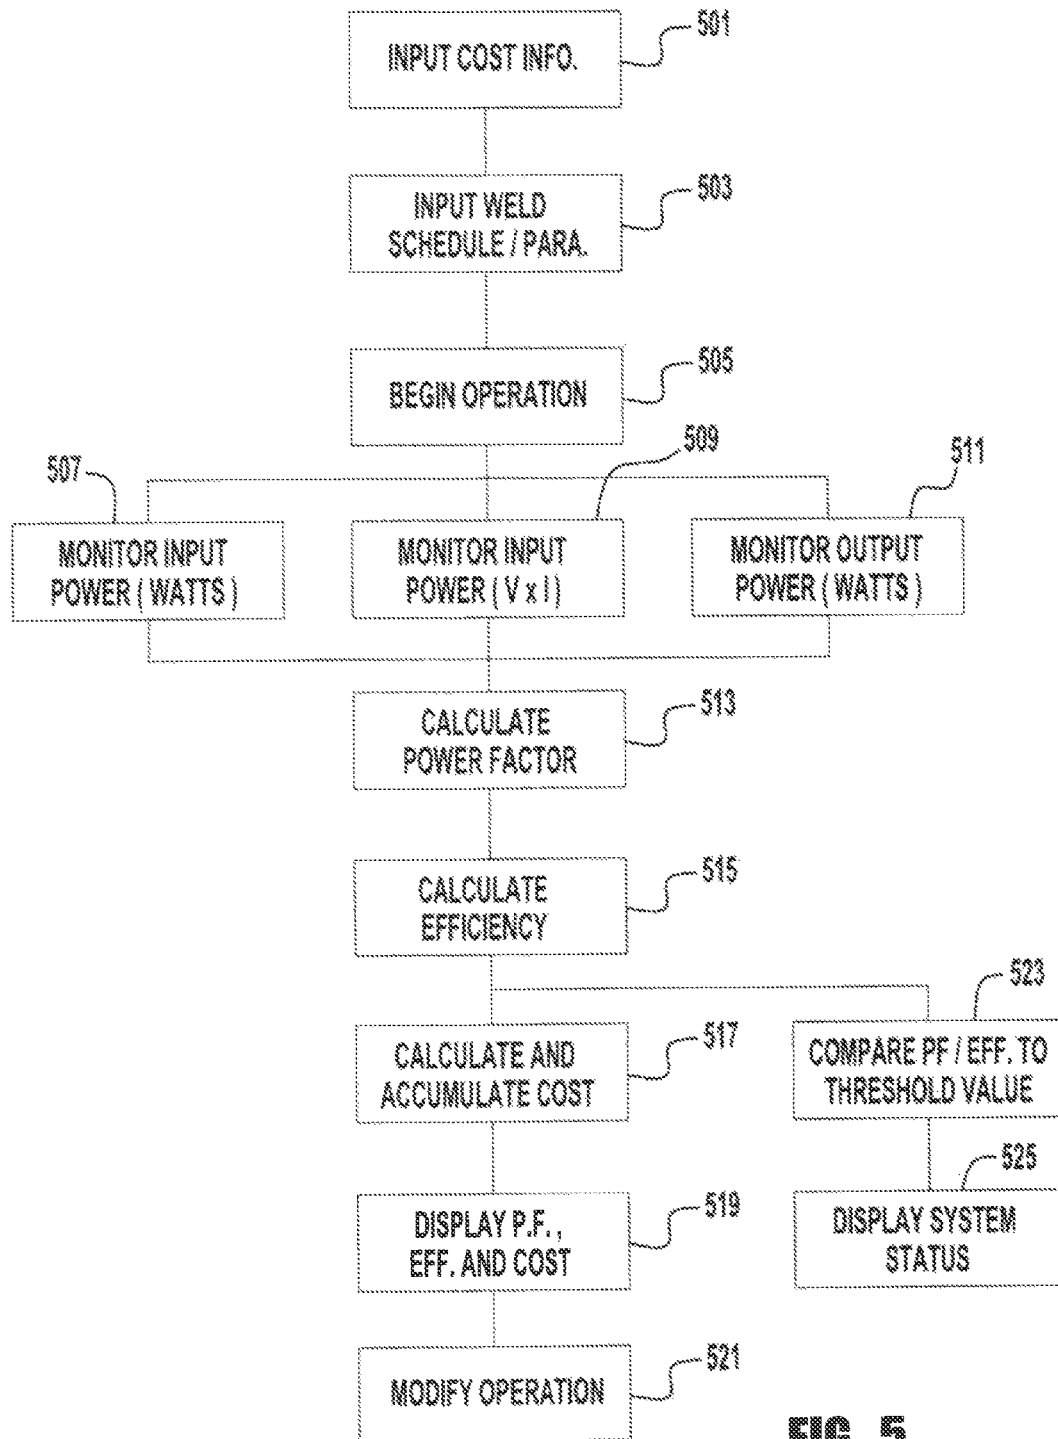 501
INPUT COST INFO.
503
INPUT WELD
SCHEDULE / PARA.
505
BEGIN OPERATION
507
509
511
MONITOR INPUT
POWER ( WATTS )
MONITOR INPUT
POWER ( V x I )
MONITOR OUTPUT
POWER ( WATTS )
513
CALCULATE
POWER FACTOR
515
CALCULATE
EFFICIENCY
517
CALCULATE AND
ACCUMULATE COST
523
COMPARE PF / EFF. TO
THRESHOLD VALUE
519
DISPLAY P.F. ,
EFF. AND COST
525
DISPLAY SYSTEM
STATUS
521
MODIFY OPERATION
FIG. 5